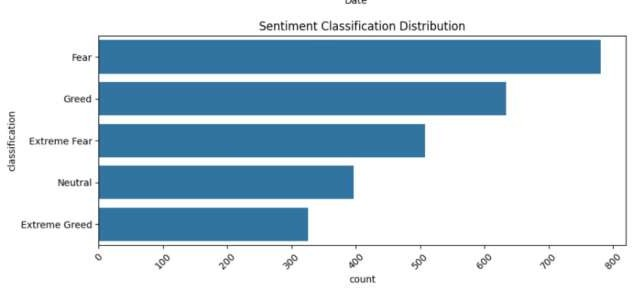 Date
Sentiment Classification Distribution
classification
Fear
Greed
Extreme Fear
Neutral
Extreme Greed
0 100 200 300 400 500 600 700 800
count